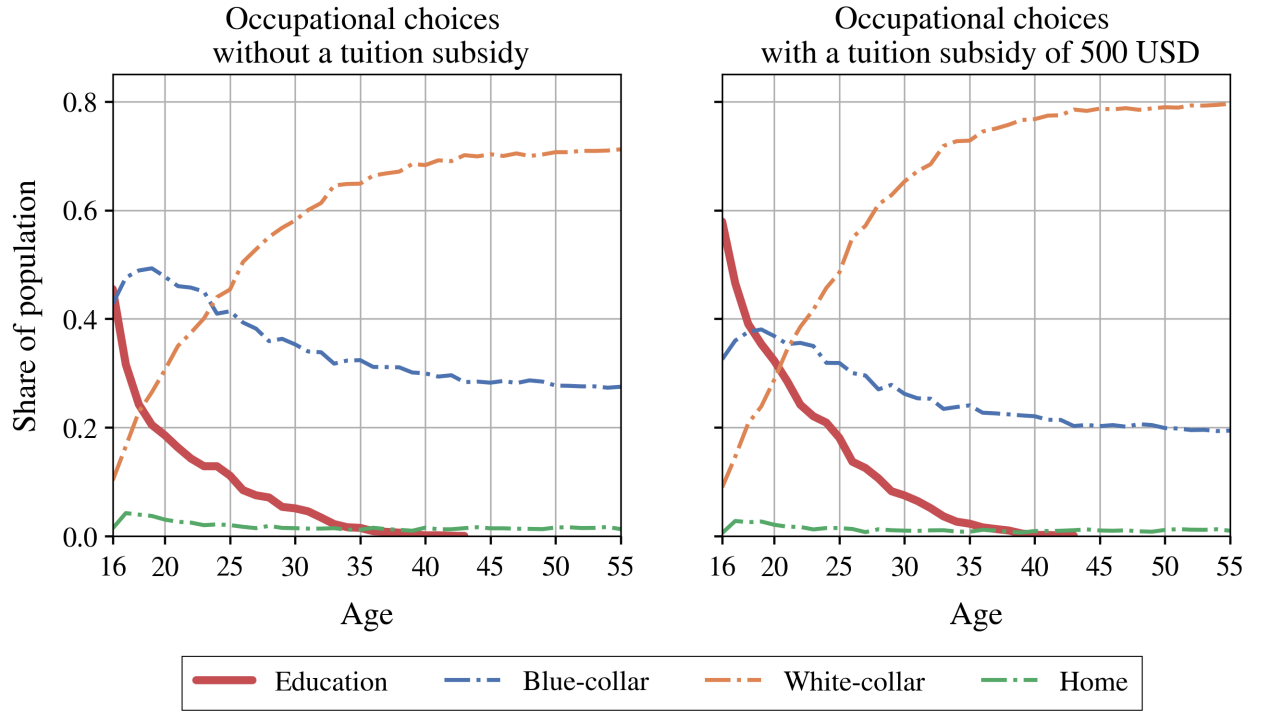 Occupational choices
without a tuition subsidy
Occupational choices
with a tuition subsidy of 500 USD
Share of population
0.8
0.6
0.4
0.2
0.0
16 20 25 30 35 40 45 50 55
16 20 25 30 35 40 45 50 55
Age
Age
Education Blue-collar White-collar Home